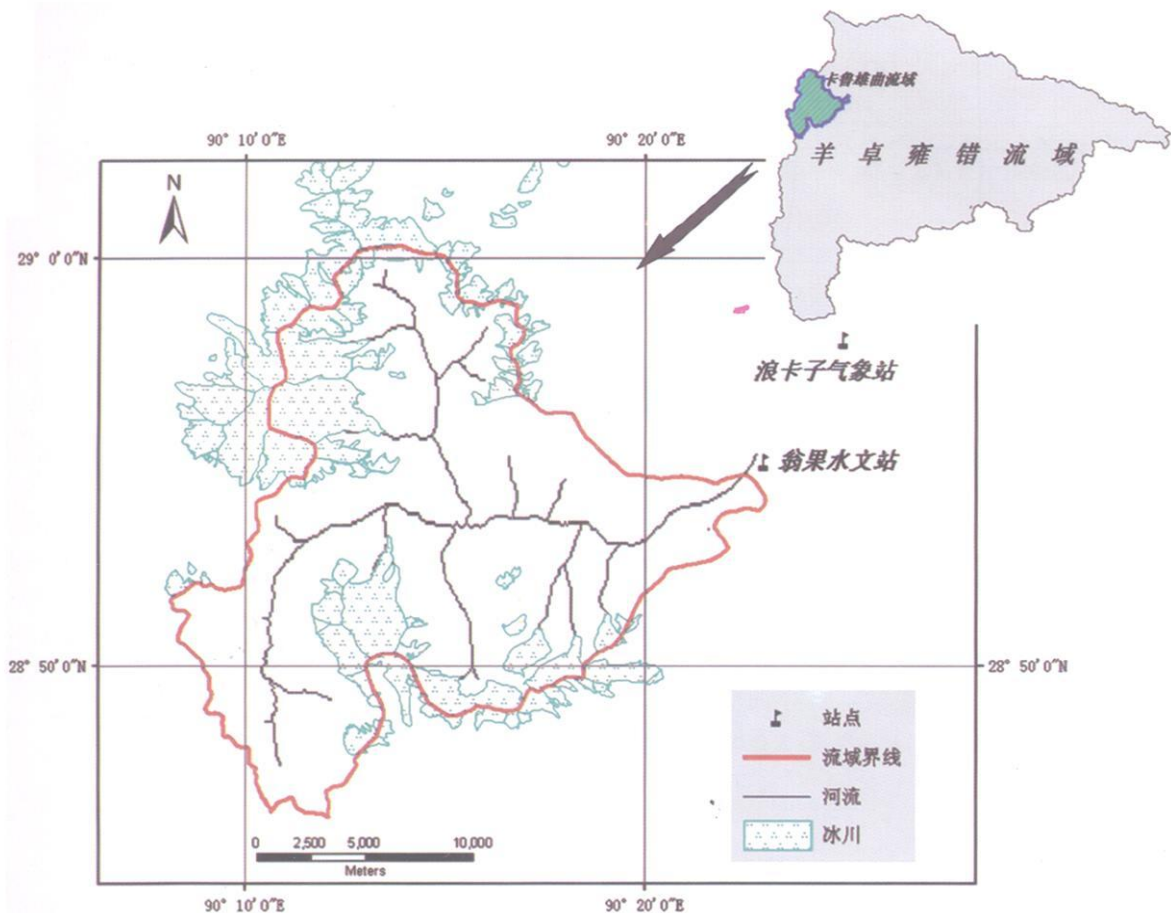 卡鲁雄曲流域
羊卓雍错流域
90° 10′ 0″E
90° 20′ 0″E
N
29° 0′ 0″N
浪卡子气象站
翁果水文站
28° 50′ 0″N
28° 50′ 0″N
站点
流域界线
河流
冰川
0 2,500 5,000 10,000
Meters
90° 10′ 0″E
90° 20′ 0″E